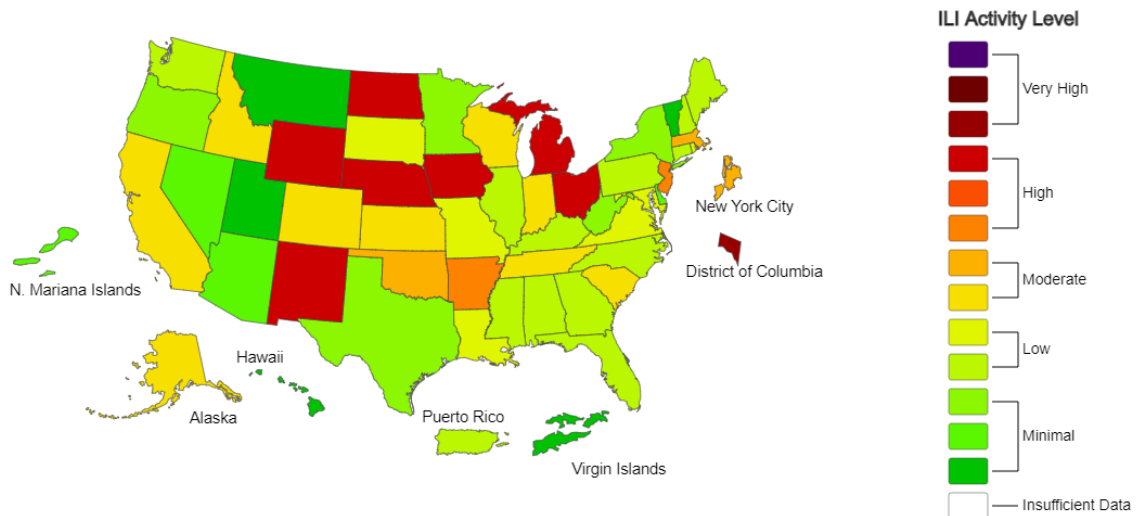 ILI Activity Level
Very High
High
Moderate
Low
Minimal
Insufficient Data
New York City
District of Columbia
N. Mariana Islands
Hawaii
Alaska
Puerto Rico
Virgin Islands